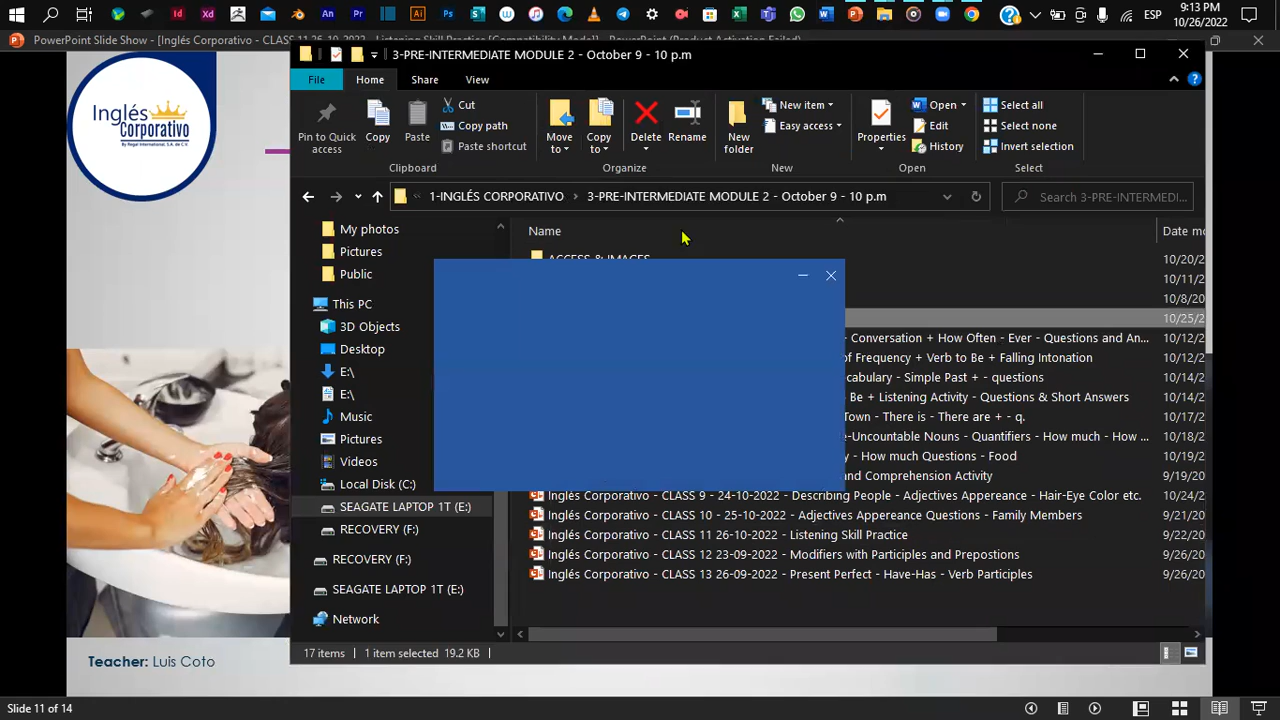 An
Pr
Ai
Ps
ESP
9:13 PM
10/26/2022
PowerPoint Slide Show - [Inglés Corporativo - CLASS 11 26-10-2022 - Listening Skill Practice [Compatibility Mode]] - PowerPoint (Product Activation Failed)
Inglés
Corporativo
By Regal International, S.A. de C.V.
3-PRE-INTERMEDIATE MODULE 2 - October 9 - 10 p.m
File
Home
Share
View
Pin to Quick access
Copy
Paste
Cut
Copy path
Paste shortcut
Clipboard
Move to
Copy to
Delete
Rename
Organize
New folder
New item
Easy access
New
Properties
Open
Edit
History
Open
Select all
Select none
Invert selection
Select
1-INGLÉS CORPORATIVO > 3-PRE-INTERMEDIATE MODULE 2 - October 9 - 10 p.m
Search 3-PRE-INTERMEDI...
Name
Date mo
My photos
Pictures
Public
This PC
3D Objects
Desktop
E:\
E:\
Music
Pictures
Videos
Local Disk (C:)
SEAGATE LAPTOP 1T (E:)
RECOVERY (F:)
RECOVERY (F:)
SEAGATE LAPTOP 1T (E:)
Network
ACCESS & IMAGES 10/20/20
10/11/20
10/8/20
10/25/2
Conversation + How Often - Ever - Questions and An... 10/12/2
of Frequency + Verb to Be + Falling Intonation 10/12/2
cabulary - Simple Past + - questions 10/14/2
Be + Listening Activity - Questions & Short Answers 10/14/2
Town - There is - There are + - q. 10/17/2
-Uncountable Nouns - Quantifiers - How much - How ... 10/18/2
y - How much Questions - Food 10/19/2
and Comprehension Activity 9/19/20
Inglés Corporativo - CLASS 9 - 24-10-2022 - Describing People - Adjectives Appereance - Hair-Eye Color etc. 10/24/2
Inglés Corporativo - CLASS 10 - 25-10-2022 - Adjectives Appereance Questions - Family Members 9/21/20
Inglés Corporativo - CLASS 11 26-10-2022 - Listening Skill Practice 9/22/20
Inglés Corporativo - CLASS 12 23-09-2022 - Modifiers with Participles and Prepostions 9/26/20
Inglés Corporativo - CLASS 13 26-09-2022 - Present Perfect - Have-Has - Verb Participles 9/26/20
17 items
1 item selected 19.2 KB
Teacher: Luis Coto
Slide 11 of 14